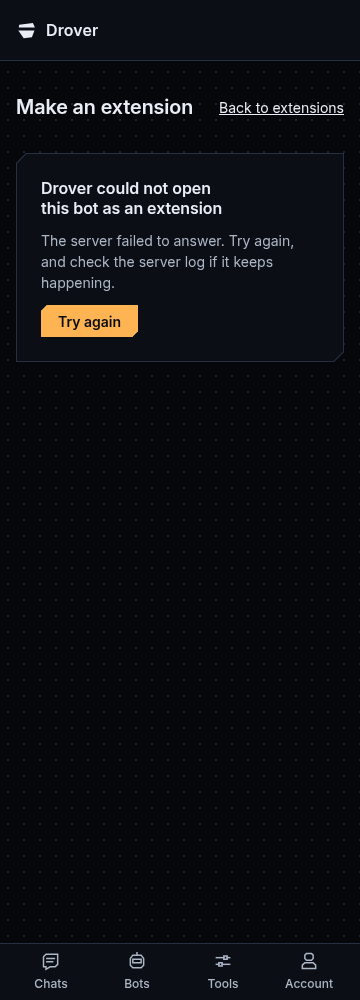 Drover
Make an extension
Back to extensions
Drover could not open
this bot as an extension
The server failed to answer. Try again,
and check the server log if it keeps
happening.
Try again
Chats
Bots
Tools
Account